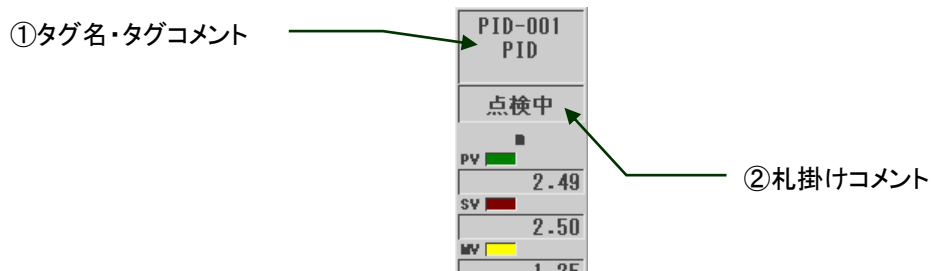 ①タグ名・タグコメント
PID-001
PID
点検中
PV
2.49
②札掛けコメント
SV
2.50
MV